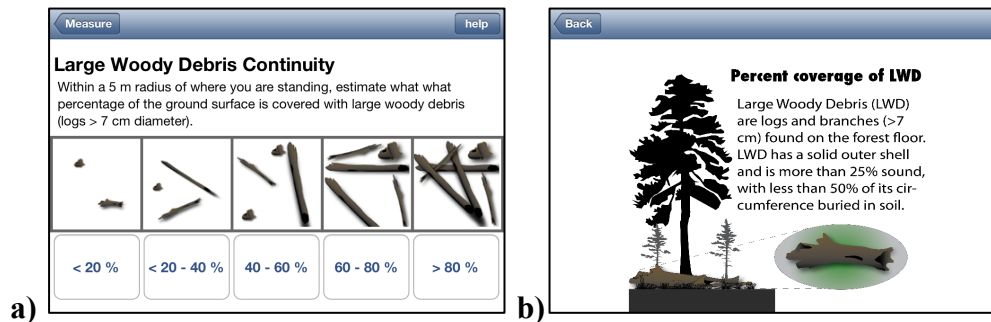 Measure
help
Large Woody Debris Continuity
Within a 5 m radius of where you are standing, estimate what what
percentage of the ground surface is covered with large woody debris
(logs > 7 cm diameter).
< 20 %
< 20 - 40 %
40 - 60 %
60 - 80 %
> 80 %
a)
Back
Percent coverage of LWD
Large Woody Debris (LWD)
are logs and branches (>7
cm) found on the forest floor.
LWD has a solid outer shell
and is more than 25% sound,
with less than 50% of its cir-
cumference buried in soil.
b)